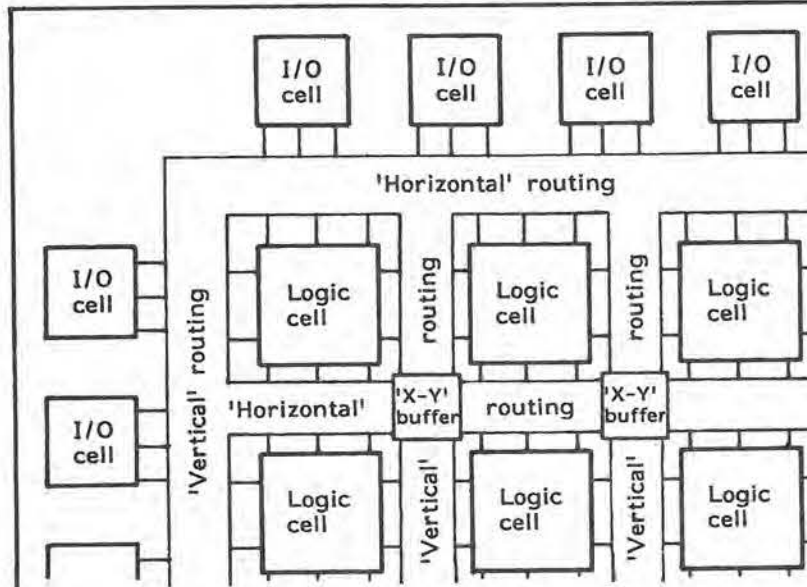 I/O
cell
I/O
cell
I/O
cell
I/O
cell
'Horizontal' routing
I/O
cell
'Vertical' routing
Logic
cell
routing
Logic
cell
routing
Logic
cell
I/O
cell
'Horizontal'
'X-Y'
buffer
routing
'X-Y'
buffer
Logic
cell
'Vertical'
Logic
cell
'Vertical'
Logic
cell